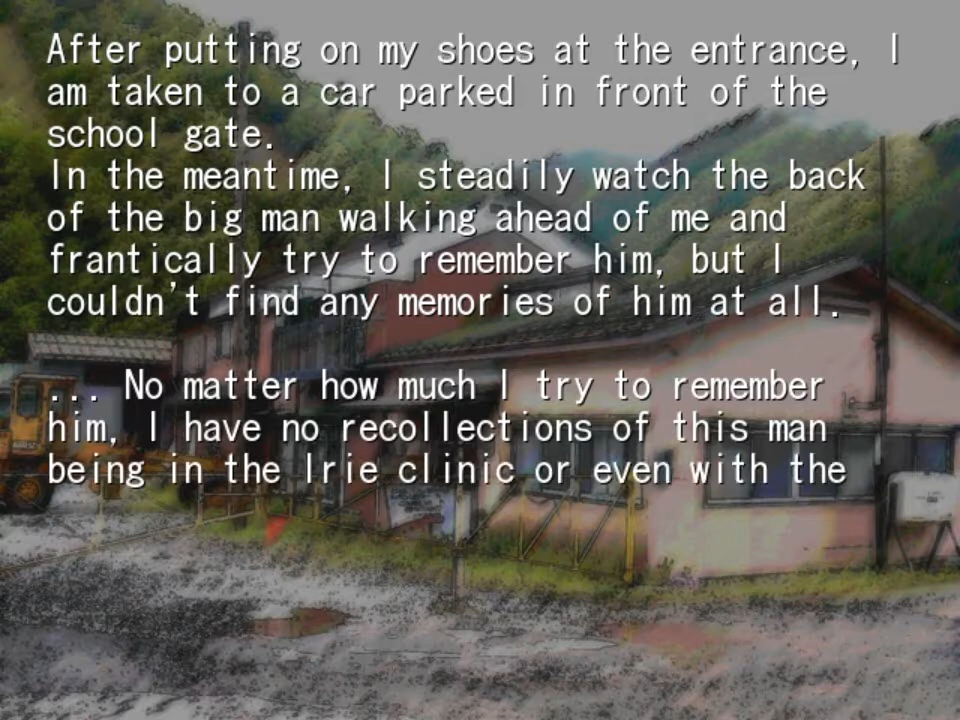 After putting on my shoes at the entrance, I
am taken to a car parked in front of the
school gate.
In the meantime, I steadily watch the back
of the big man walking ahead of me and
frantically try to remember him, but I
couldn't find any memories of him at all.
... No matter how much I try to remember
him, I have no recollections of this man
being in the Irie clinic or even with the